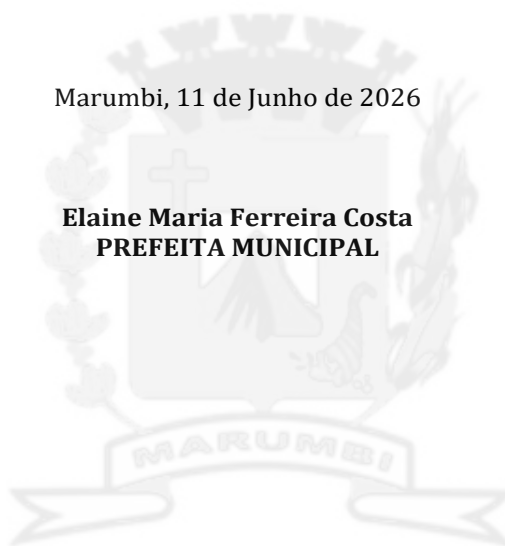 Marumbi, 11 de Junho de 2026
Elaine Maria Ferreira Costa
PREFEITA MUNICIPAL
MARUMBI